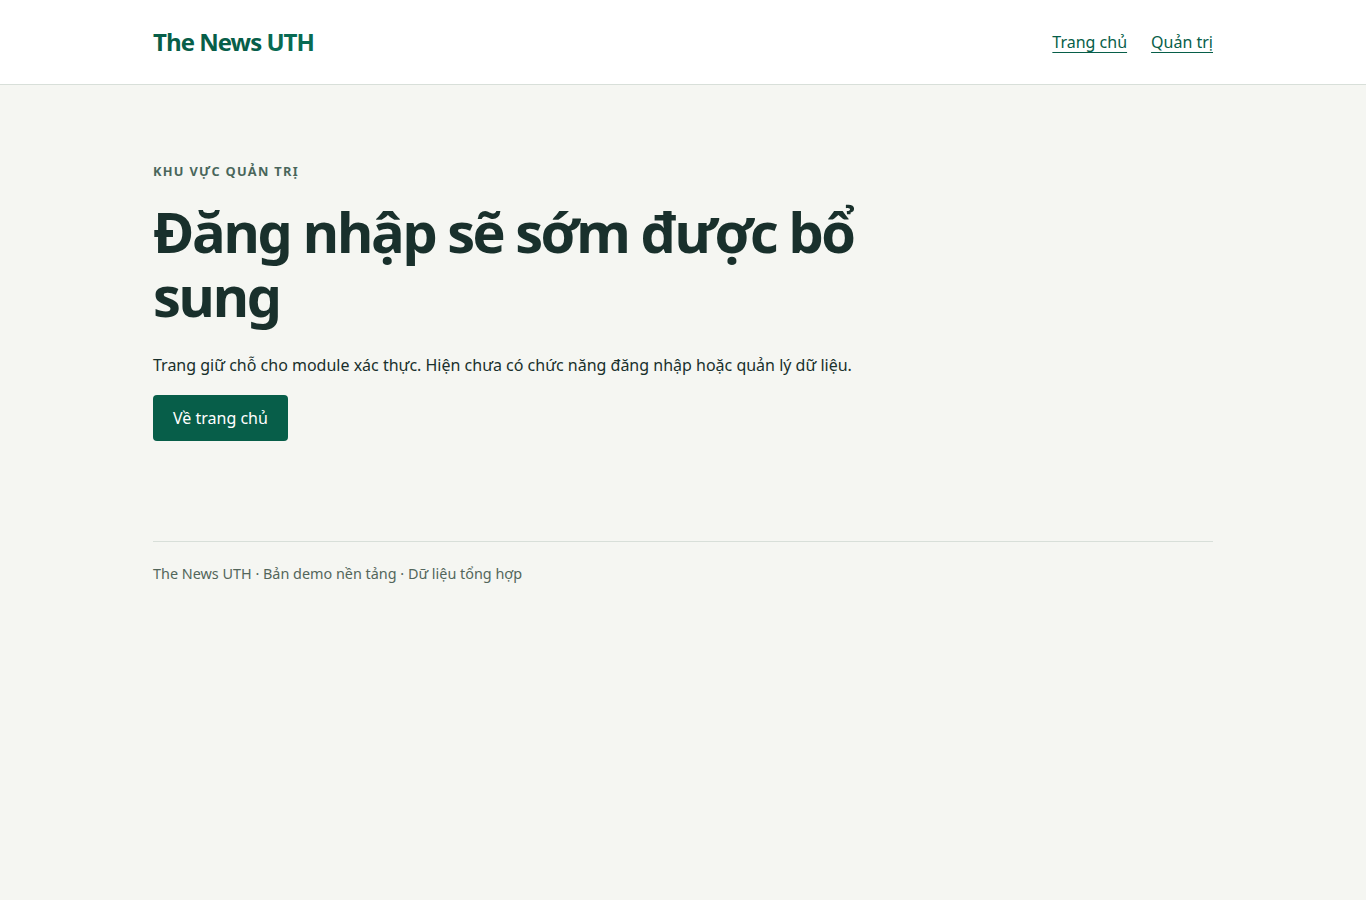 The News UTH
Trang chủ
Quản trị
KHU VỰC QUẢN TRỊ
Đăng nhập sẽ sớm được bổ
sung
Trang giữ chỗ cho module xác thực. Hiện chưa có chức năng đăng nhập hoặc quản lý dữ liệu.
Về trang chủ
The News UTH · Bản demo nền tảng · Dữ liệu tổng hợp